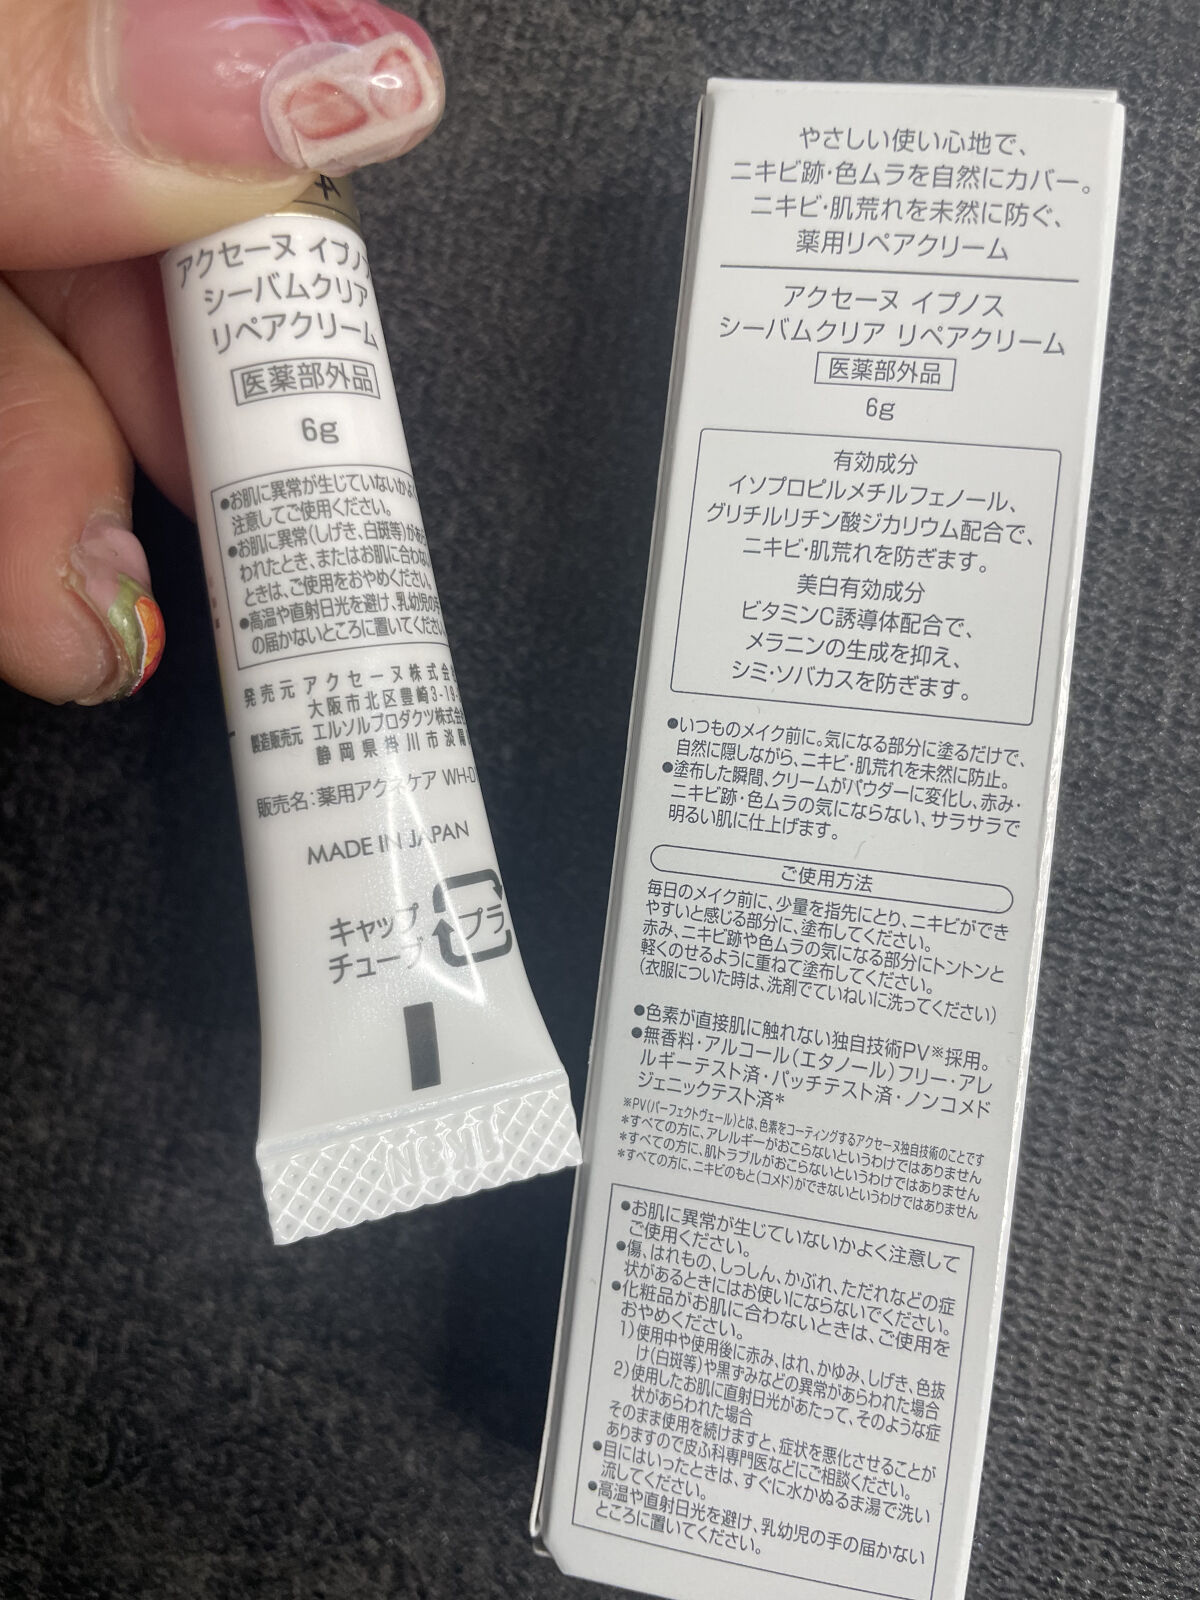 アクセーヌ イプノ
シーバムクリア
リペアクリーム
医薬部外品
6g
●お肌に異常が生じていないかよ
注意してご使用ください。
●お肌に異常(しげき、白斑等)が
われたとき、またはお肌に合わな
ときは、ご使用をおやめください。
●高温や直射日光を避け、乳幼児の手
の届かないところに置いてください
発売元 アクセーヌ株式会
大阪市北区豊崎3-19-
製造販売元 エルソルプロダクツ株式会
静岡県掛川市淡陽
販売名:薬用アクネケア WH-D
MADE IN JAPAN
キャップ
チューブ
プラ
やさしい使い心地で、
ニキビ跡・色ムラを自然にカバー。
ニキビ・肌荒れを未然に防ぐ、
薬用リペアクリーム
アクセーヌ イプノス
シーバムクリア リペアクリーム
医薬部外品
6g
有効成分
イソプロピルメチルフェノール、
グリチルリチン酸ジカリウム配合で、
ニキビ・肌荒れを防ぎます。
美白有効成分
ビタミンC誘導体配合で、
メラニンの生成を抑え、
シミ・ソバカスを防ぎます。
●いつものメイク前に。気になる部分に塗るだけで、
自然に隠しながら、ニキビ・肌荒れを未然に防止。
●塗布した瞬間、クリームがパウダーに変化し、赤み・
ニキビ跡・色ムラの気にならない、サラサラで
明るい肌に仕上げます。
ご使用方法
毎日のメイク前に、少量を指先にとり、ニキビができ
やすいと感じる部分に、塗布してください。
赤み、ニキビ跡や色ムラの気になる部分にトントンと
軽くのせるように重ねて塗布してください。
(衣服についた時は、洗剤でていねいに洗ってください)
●色素が直接肌に触れない独自技術PV※採用。
●無香料・アルコール(エタノール)フリー・アレ
ルギーテスト済・パッチテスト済・ノンコメド
ジェニックテスト済*
※PV(パーフェクトヴェール)とは、色素をコーティングするアクセーヌ独自技術のことです
*すべての方に、アレルギーがおこらないというわけではありません
*すべての方に、肌トラブルがおこらないというわけではありません
*すべての方に、ニキビのもと(コメド)ができないというわけではありません
●お肌に異常が生じていないかよく注意して
ご使用ください。
●傷、はれもの、しっしん、かぶれ、ただれなどの症
状があるときにはお使いにならないでください。
●化粧品がお肌に合わないときは、ご使用を
おやめください。
1)使用中や使用後に赤み、はれ、かゆみ、しげき、色抜
け(白斑等)や黒ずみなどの異常があらわれた場合
2)使用したお肌に直射日光があたって、そのような症
状があらわれた場合
そのまま使用を続けますと、症状を悪化させることが
ありますので皮ふ科専門医などにご相談ください。
●目にはいったときは、すぐに水かぬるま湯で洗い
流してください。
●高温や直射日光を避け、乳幼児の手の届かない
ところに置いてください。